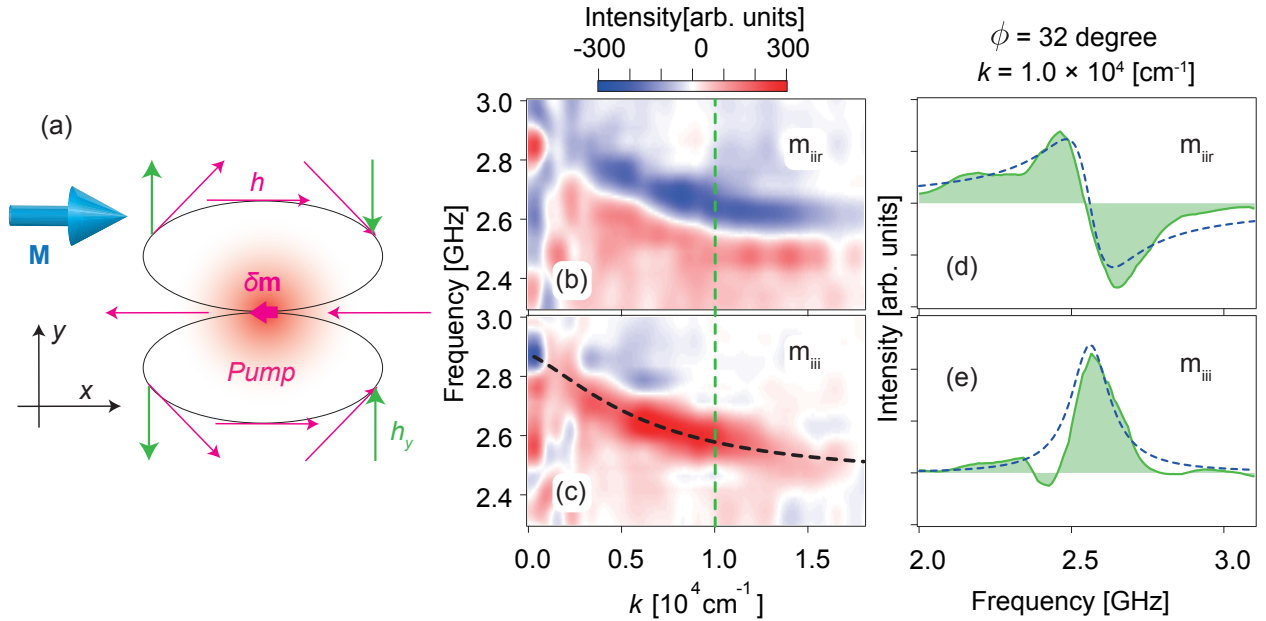 (a)
M
h
δm
Pump
h_y
y
x
Intensity[arb. units]
-300 0 300
Frequency [GHz]
3.0
2.8
2.6
2.4
m_iir
(b)
3.0
2.8
2.6
2.4
m_iii
(c)
0.0 0.5 1.0 1.5
k [10^4 cm^-1]
ϕ = 32 degree
k = 1.0 × 10^4 [cm^-1]
Intensity [arb. units]
m_iir
(d)
m_iii
(e)
2.0 2.5 3.0
Frequency [GHz]